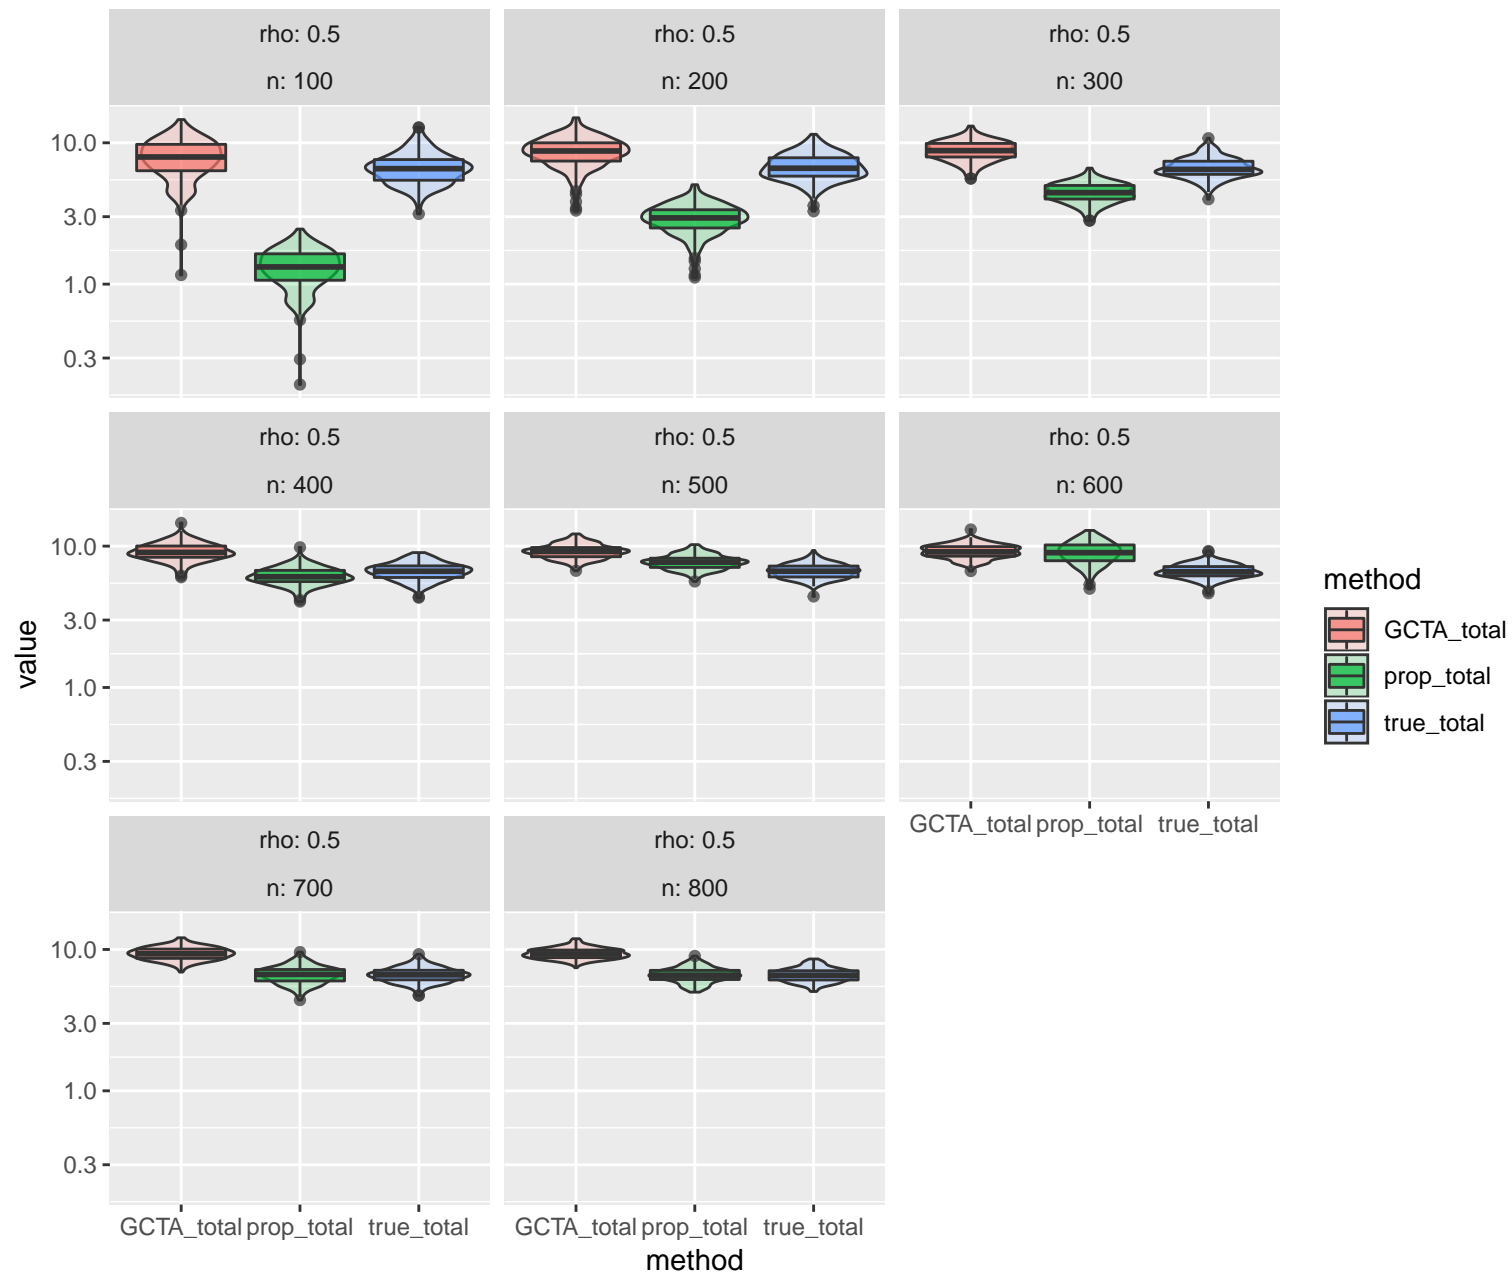 rho: 0.5
rho: 0.5
rho: 0.5
n: 100
n: 200
n: 300
10.0
3.0
1.0
0.3
rho: 0.5
rho: 0.5
rho: 0.5
n: 400
n: 500
n: 600
10.0
3.0
1.0
0.3
GCTA_total prop_total true_total
rho: 0.5
rho: 0.5
n: 700
n: 800
10.0
3.0
1.0
0.3
GCTA_total prop_total true_total
GCTA_total prop_total true_total
method
value
method
GCTA_total
prop_total
true_total